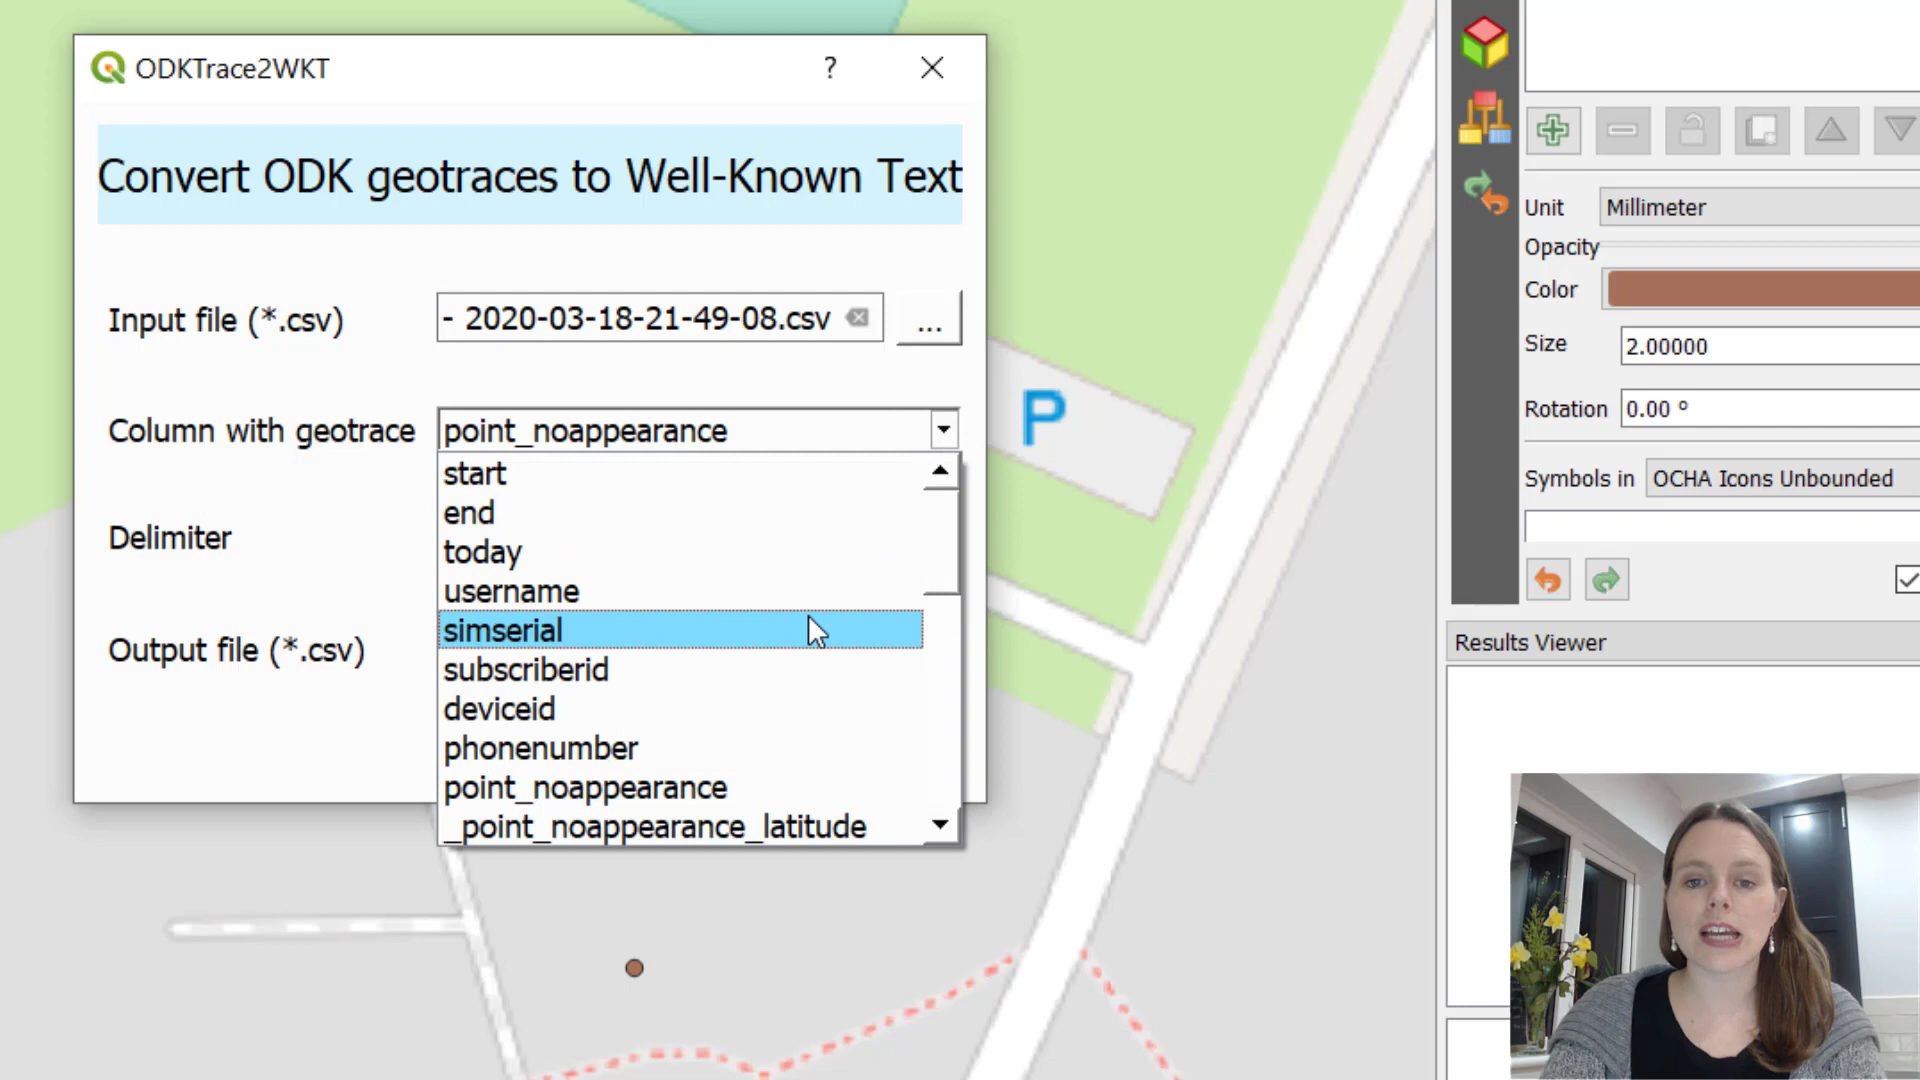 ODKTrace2WKT
?
Convert ODK geotraces to Well-Known Text
Input file (*.csv)
- 2020-03-18-21-49-08.csv
...
Column with geotrace
point_noappearance
start
end
today
username
simserial
subscriberid
deviceid
phonenumber
point_noappearance
_point_noappearance_latitude
Delimiter
Output file (*.csv)
P
Unit
Millimeter
Opacity
Color
Size
2.00000
Rotation
0.00 °
Symbols in
OCHA Icons Unbounded
Results Viewer